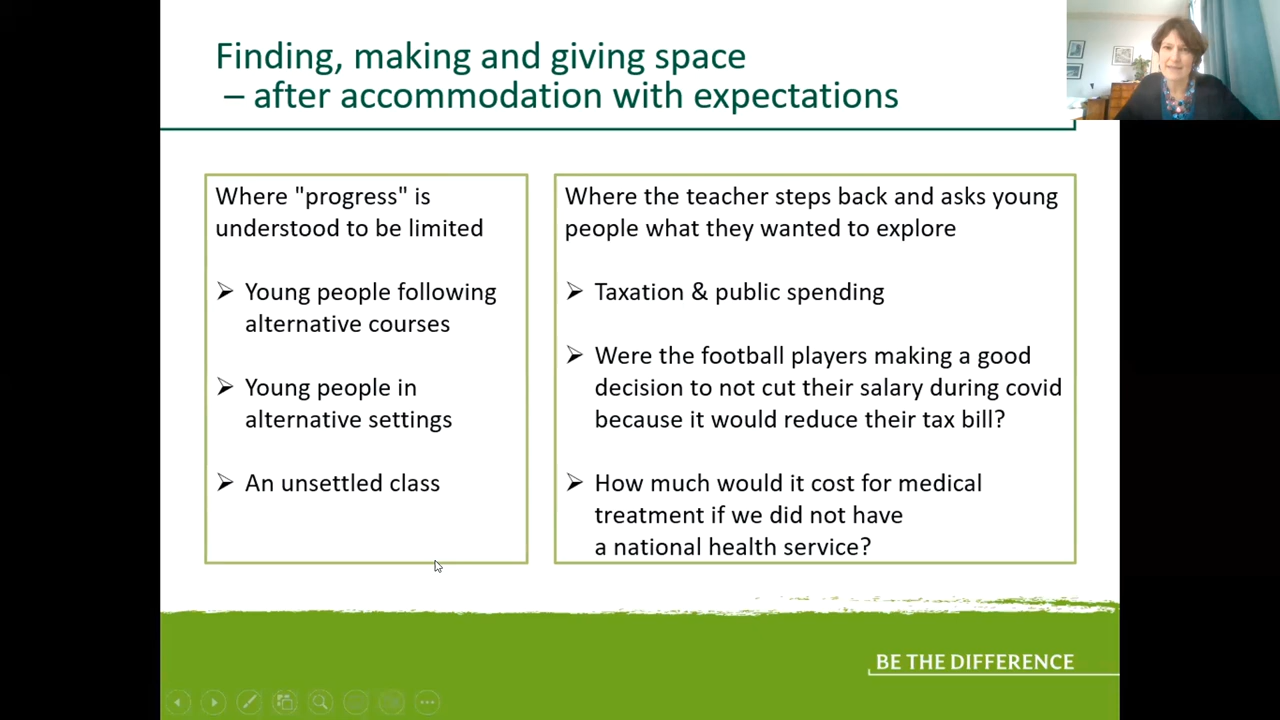 Finding, making and giving space
– after accommodation with expectations
Where "progress" is
understood to be limited
➢ Young people following
alternative courses
➢ Young people in
alternative settings
➢ An unsettled class
Where the teacher steps back and asks young
people what they wanted to explore
➢ Taxation & public spending
➢ Were the football players making a good
decision to not cut their salary during covid
because it would reduce their tax bill?
➢ How much would it cost for medical
treatment if we did not have
a national health service?
BE THE DIFFERENCE